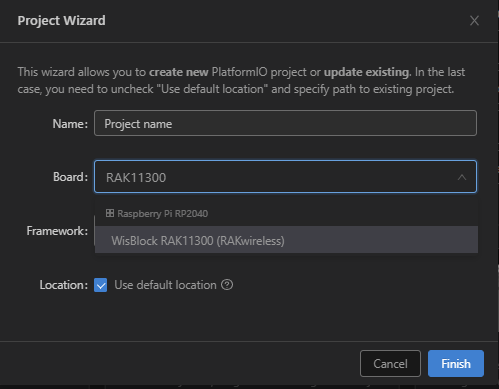 Project Wizard
This wizard allows you to create new PlatformIO project or update existing. In the last
case, you need to uncheck "Use default location" and specify path to existing project.
Name: Project name
Board: RAK11300
Raspberry Pi RP2040
Framework:
WisBlock RAK11300 (RAKwireless)
Location: Use default location
Cancel Finish